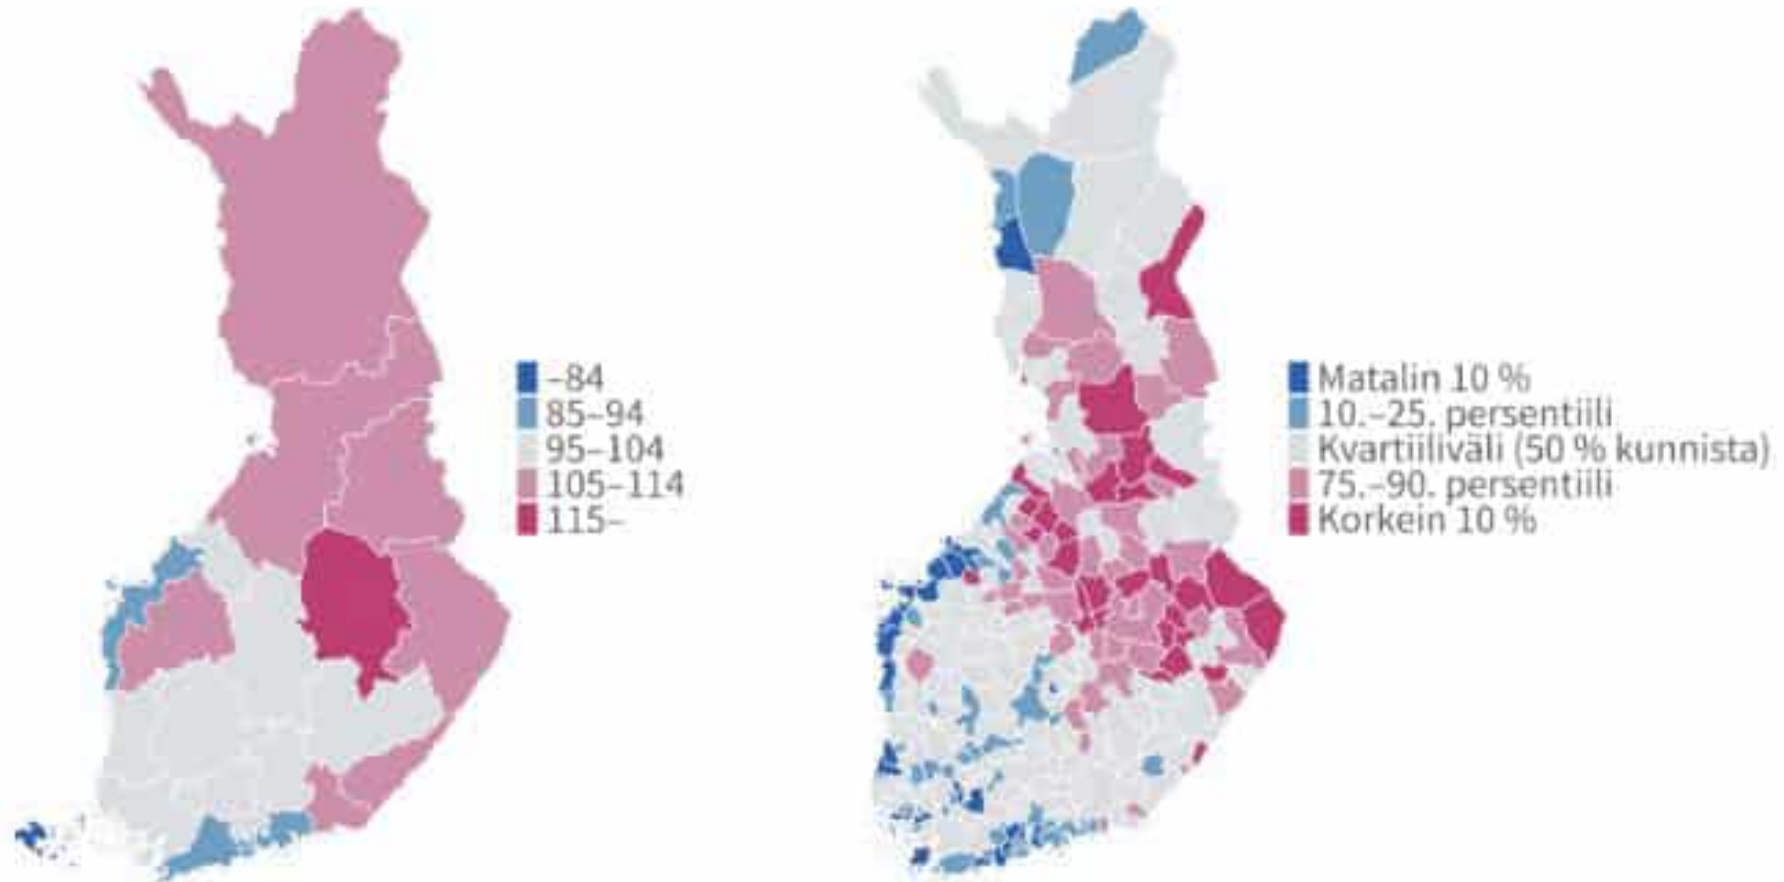 –84
85–94
95–104
105–114
115–
Matalin 10 %
10.–25. persentiili
Kvartiiliväli (50 % kunnista)
75.–90. persentiili
Korkein 10 %